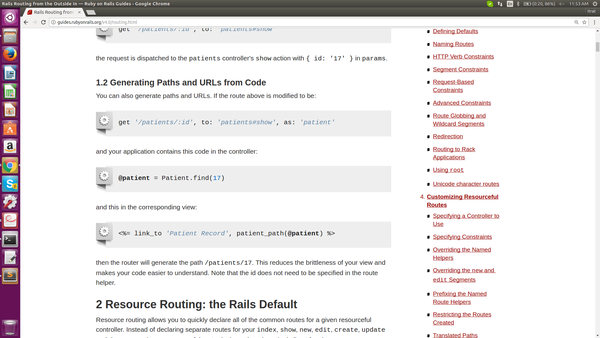 Rails Routing from the Outside In — Ruby on Rails Guides - Google Chrome
En
(0:20, 86%)
11:53 AM
Rails Routing From
guides.rubyonrails.org/v4.2/routing.html
get '/patients/:id', to: 'patients#show'
the request is dispatched to the patients controller's show action with { id: '17' } in params.
1.2 Generating Paths and URLs from Code
You can also generate paths and URLs. If the route above is modified to be:
get '/patients/:id', to: 'patients#show', as: 'patient'
and your application contains this code in the controller:
@patient = Patient.find(17)
and this in the corresponding view:
<%= link_to 'Patient Record', patient_path(@patient) %>
then the router will generate the path /patients/17. This reduces the brittleness of your view and
makes your code easier to understand. Note that the id does not need to be specified in the route
helper.
2 Resource Routing: the Rails Default
Resource routing allows you to quickly declare all of the common routes for a given resourceful
controller. Instead of declaring separate routes for your index, show, new, edit, create, update
Defining Defaults
Naming Routes
HTTP Verb Constraints
Segment Constraints
Request-Based
Constraints
Advanced Constraints
Route Globbing and
Wildcard Segments
Redirection
Routing to Rack
Applications
Using root
Unicode character routes
4. Customizing Resourceful
Routes
Specifying a Controller to
Use
Specifying Constraints
Overriding the Named
Helpers
Overriding the new and
edit Segments
Prefixing the Named
Route Helpers
Restricting the Routes
Created
Translated Paths